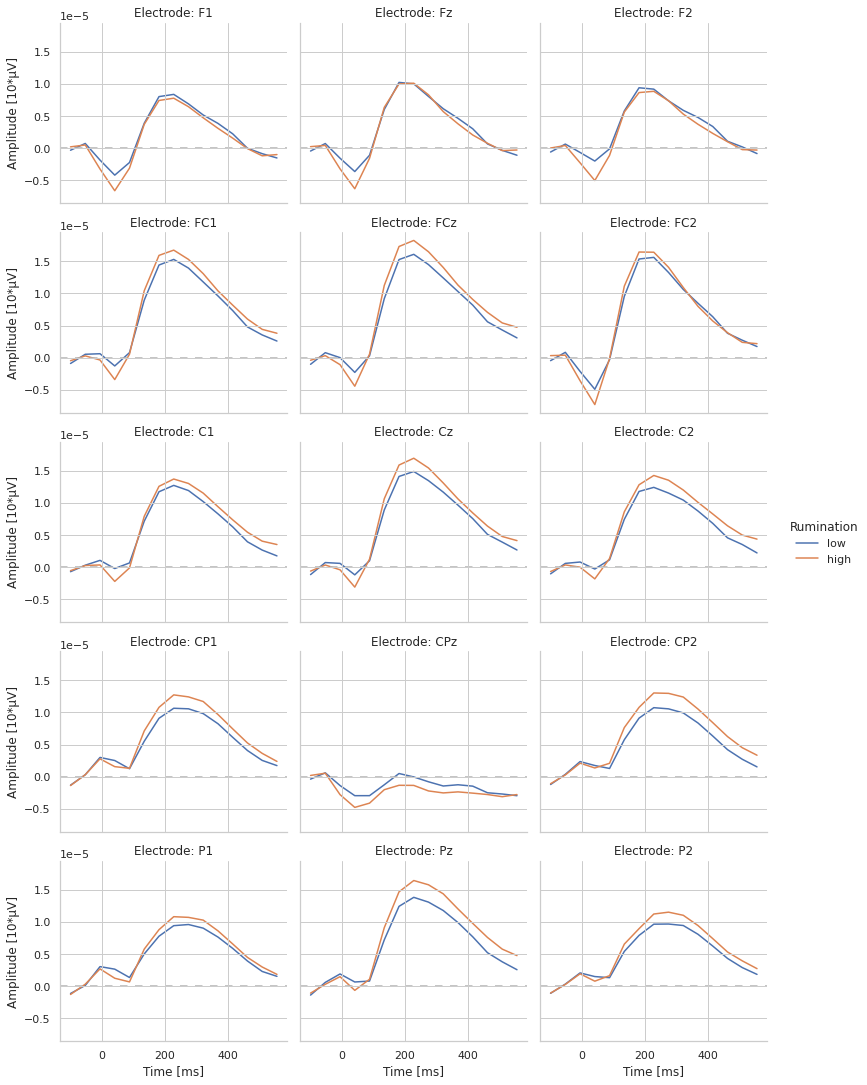 Electrode: F1
Electrode: Fz
Electrode: F2
1e−5
1.5
1.0
0.5
0.0
−0.5
Amplitude [10*μV]
Electrode: FC1
Electrode: FCz
Electrode: FC2
1e−5
1.5
1.0
0.5
0.0
−0.5
Amplitude [10*μV]
Electrode: C1
Electrode: Cz
Electrode: C2
1e−5
1.5
1.0
0.5
0.0
−0.5
Amplitude [10*μV]
Rumination
low
high
Electrode: CP1
Electrode: CPz
Electrode: CP2
1e−5
1.5
1.0
0.5
0.0
−0.5
Amplitude [10*μV]
Electrode: P1
Electrode: Pz
Electrode: P2
1e−5
1.5
1.0
0.5
0.0
−0.5
Amplitude [10*μV]
0 200 400
0 200 400
0 200 400
Time [ms]
Time [ms]
Time [ms]